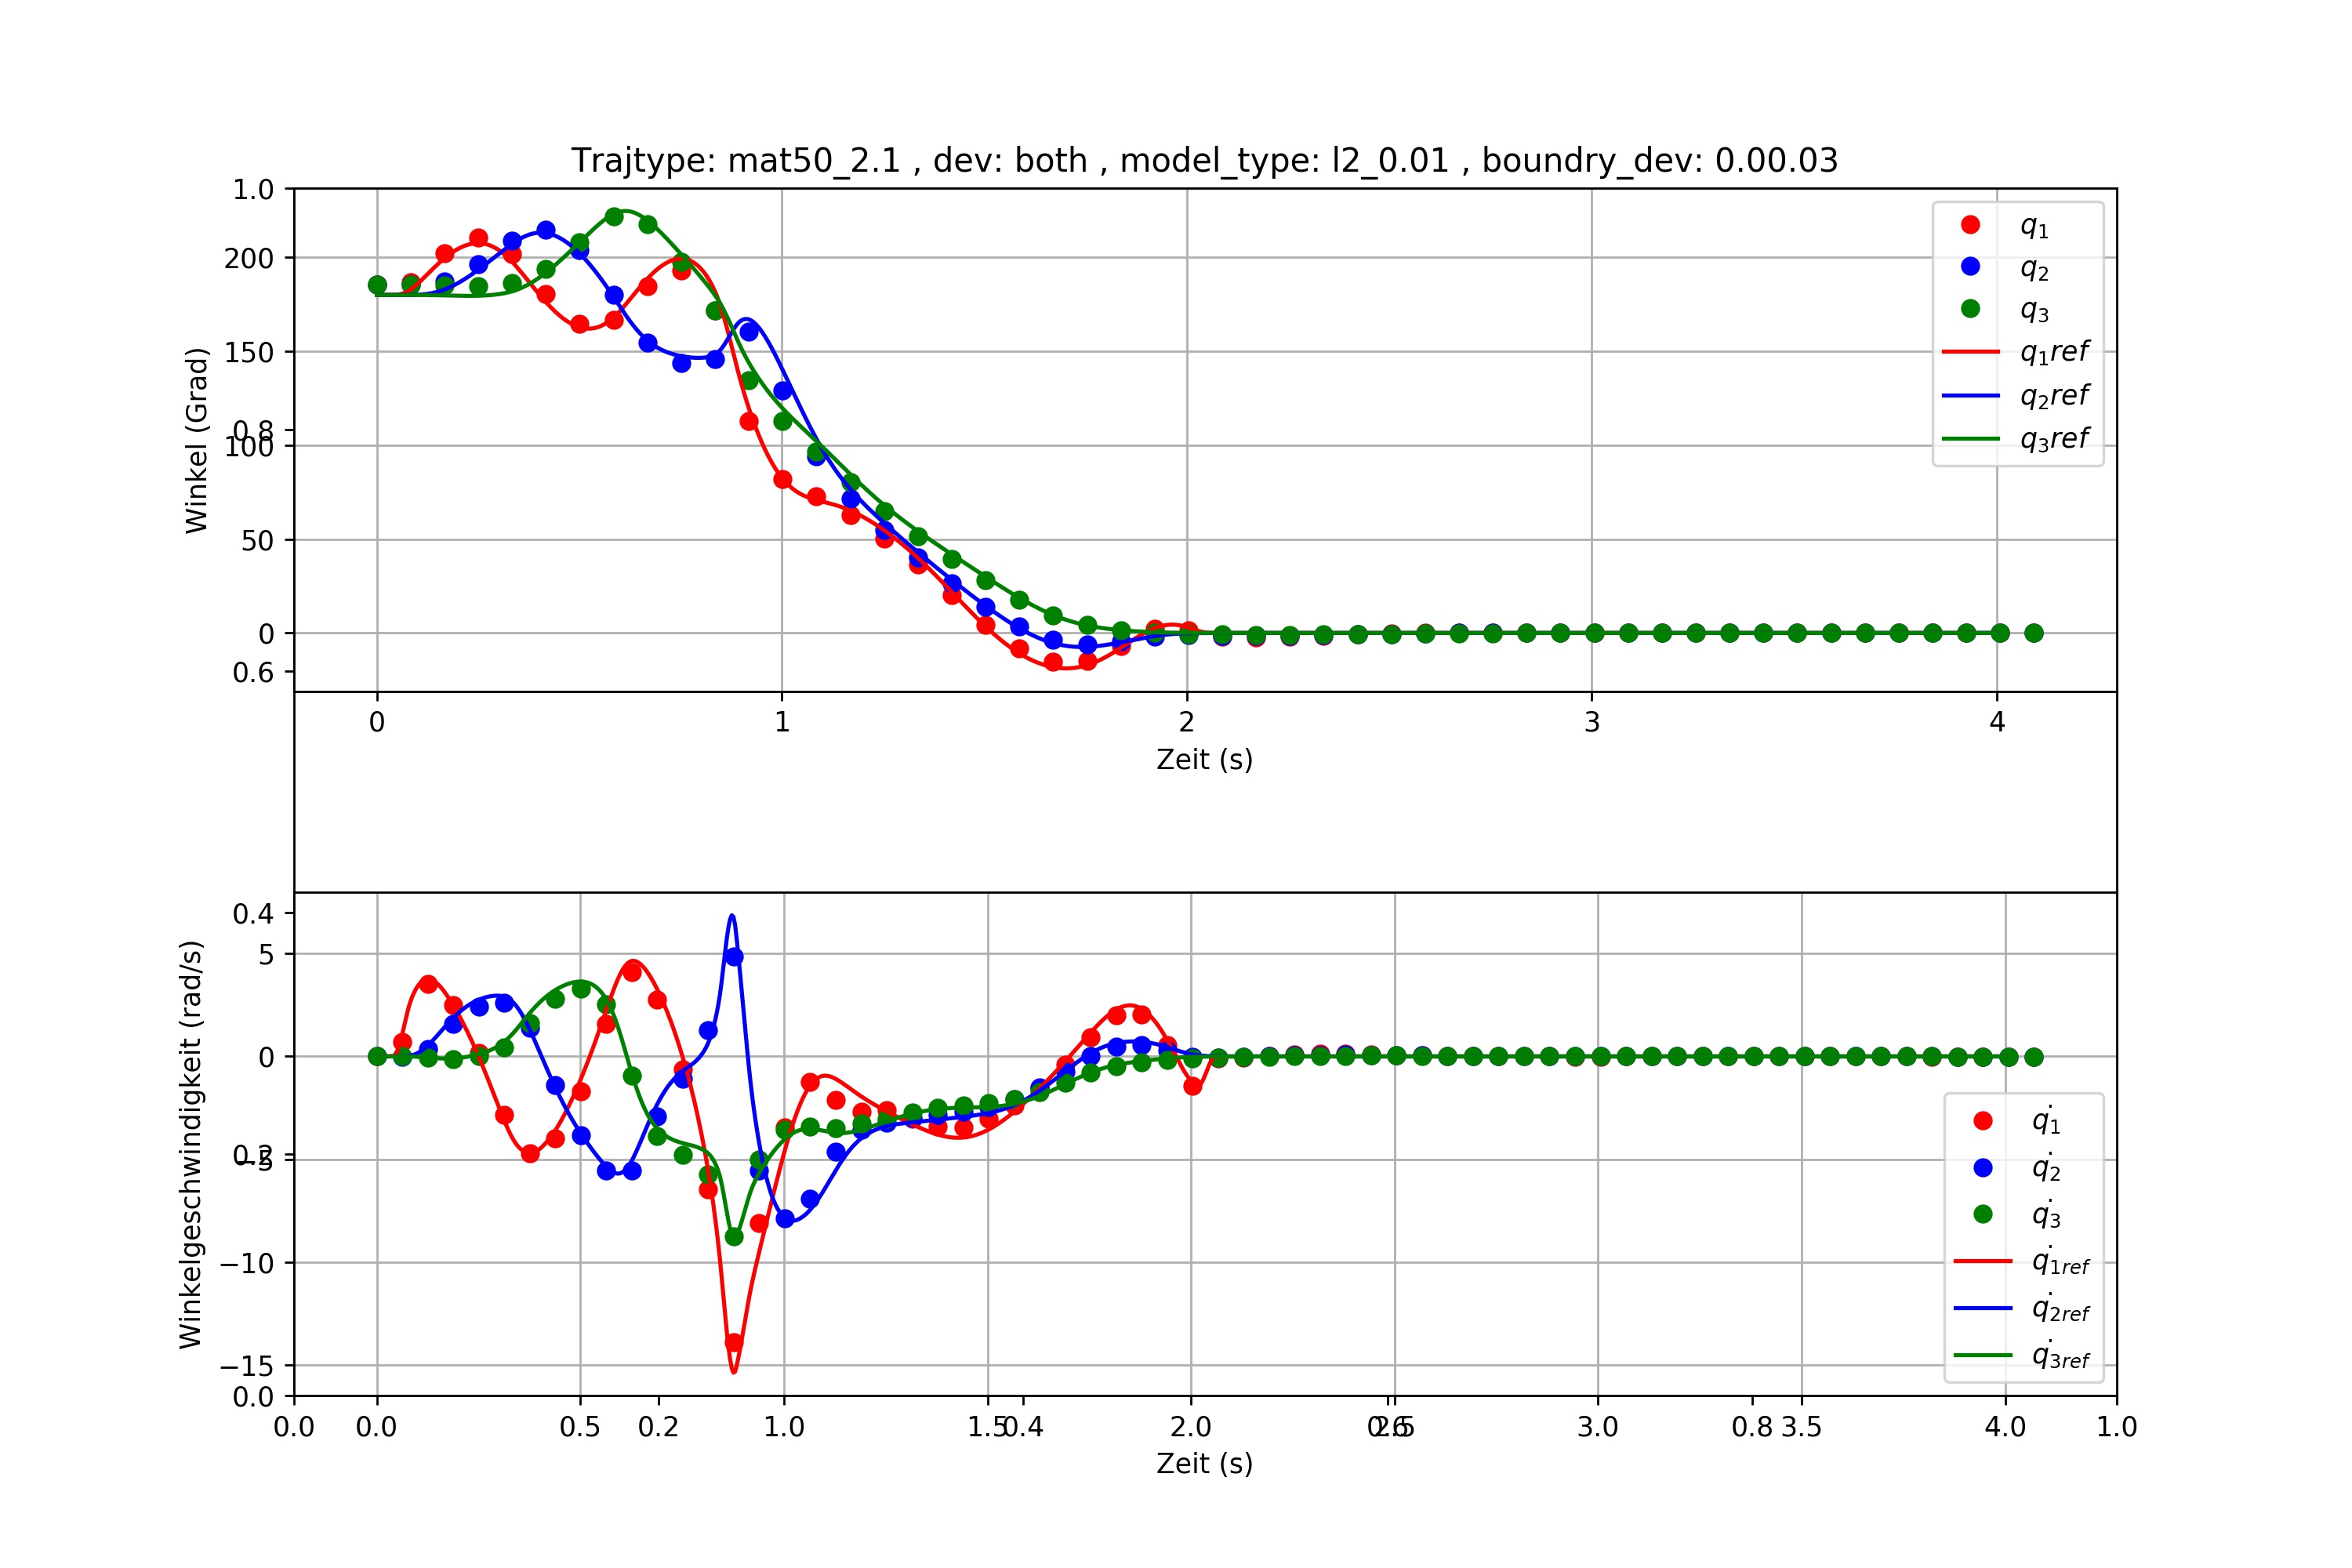 Trajtype: mat50_2.1 , dev: both , model_type: l2_0.01 , boundry_dev: 0.00.03
1.0
200
150
0.8
100
50
0
0.6
Winkel (Grad)
q₁
q₂
q₃
q₁ref
q₂ref
q₃ref
0 1 2 3 4
Zeit (s)
0.4
5
0
0.2
−5
−10
−15
0.0
Winkelgeschwindigkeit (rad/s)
q̇₁
q̇₂
q̇₃
q̇₁ref
q̇₂ref
q̇₃ref
0.0 0.0 0.5 0.2 1.0 1.5 0.4 2.0 0.6 2.5 3.0 0.8 3.5 4.0 1.0
Zeit (s)